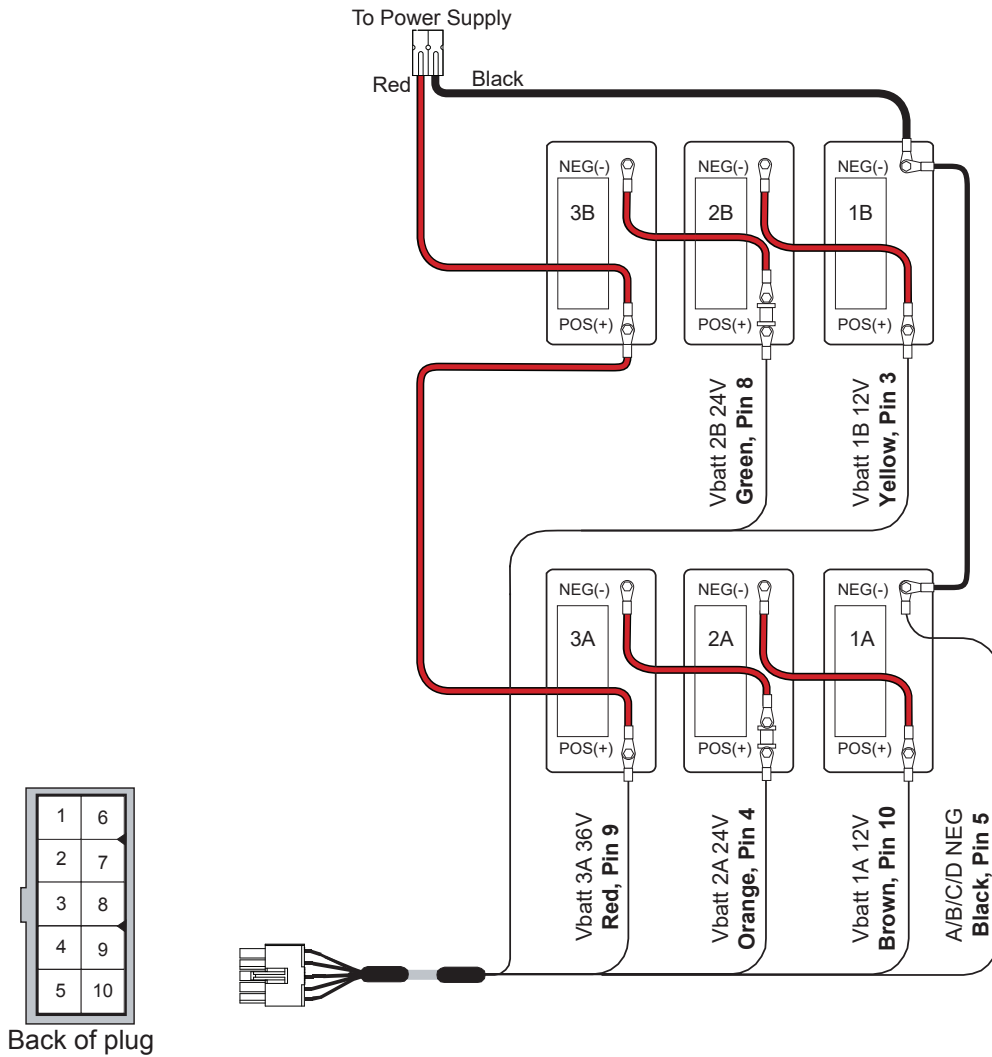 To Power Supply
Red
Black
NEG(-)
NEG(-)
NEG(-)
3B
2B
1B
POS(+)
POS(+)
POS(+)
Vbatt 2B 24V
Green, Pin 8
Vbatt 1B 12V
Yellow, Pin 3
NEG(-)
NEG(-)
NEG(-)
3A
2A
1A
POS(+)
POS(+)
POS(+)
Vbatt 3A 36V
Red, Pin 9
Vbatt 2A 24V
Orange, Pin 4
Vbatt 1A 12V
Brown, Pin 10
A/B/C/D NEG
Black, Pin 5
1 6
2 7
3 8
4 9
5 10
Back of plug